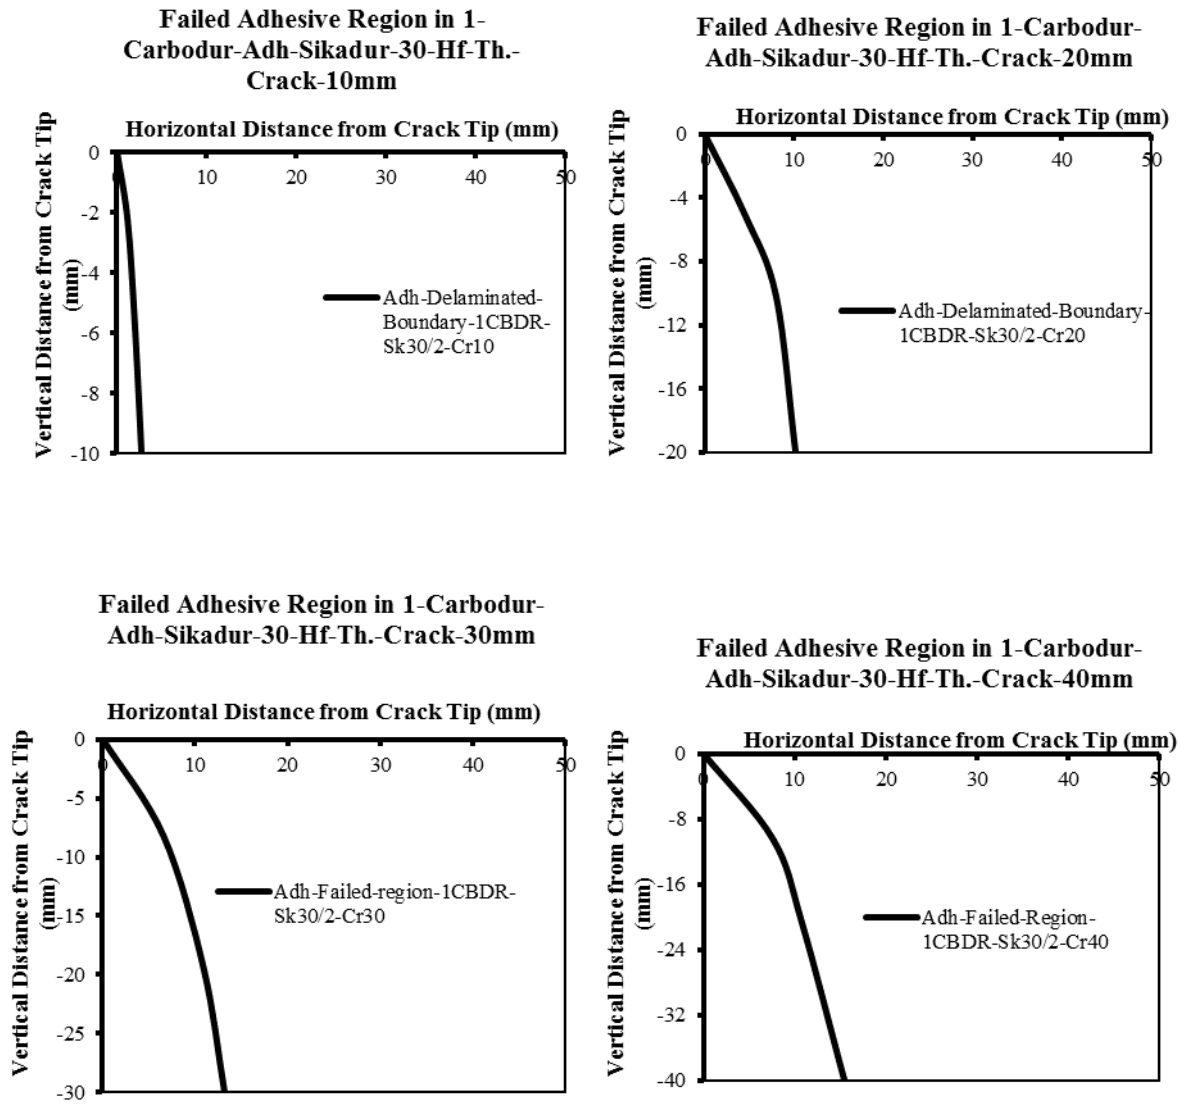 Failed Adhesive Region in 1-
Carbodur-Adh-Sikadur-30-Hf-Th.-
Crack-10mm
Horizontal Distance from Crack Tip (mm)
Vertical Distance from Crack Tip
(mm)
0
10
20
30
40
50
0
-2
-4
-6
-8
-10
Adh-Delaminated-
Boundary-1CBDR-
Sk30/2-Cr10
Failed Adhesive Region in 1-Carbodur-
Adh-Sikadur-30-Hf-Th.-Crack-20mm
Horizontal Distance from Crack Tip (mm)
Vertical Distance from Crack Tip
(mm)
0
10
20
30
40
50
0
-4
-8
-12
-16
-20
Adh-Delaminated-Boundary-
1CBDR-Sk30/2-Cr20
Failed Adhesive Region in 1-Carbodur-
Adh-Sikadur-30-Hf-Th.-Crack-30mm
Horizontal Distance from Crack Tip (mm)
Vertical Distance from Crack Tip
(mm)
0
10
20
30
40
50
0
-5
-10
-15
-20
-25
-30
Adh-Failed-region-1CBDR-
Sk30/2-Cr30
Failed Adhesive Region in 1-Carbodur-
Adh-Sikadur-30-Hf-Th.-Crack-40mm
Horizontal Distance from Crack Tip (mm)
Vertical Distance from Crack Tip
(mm)
0
10
20
30
40
50
0
-8
-16
-24
-32
-40
Adh-Failed-Region-
1CBDR-Sk30/2-Cr40